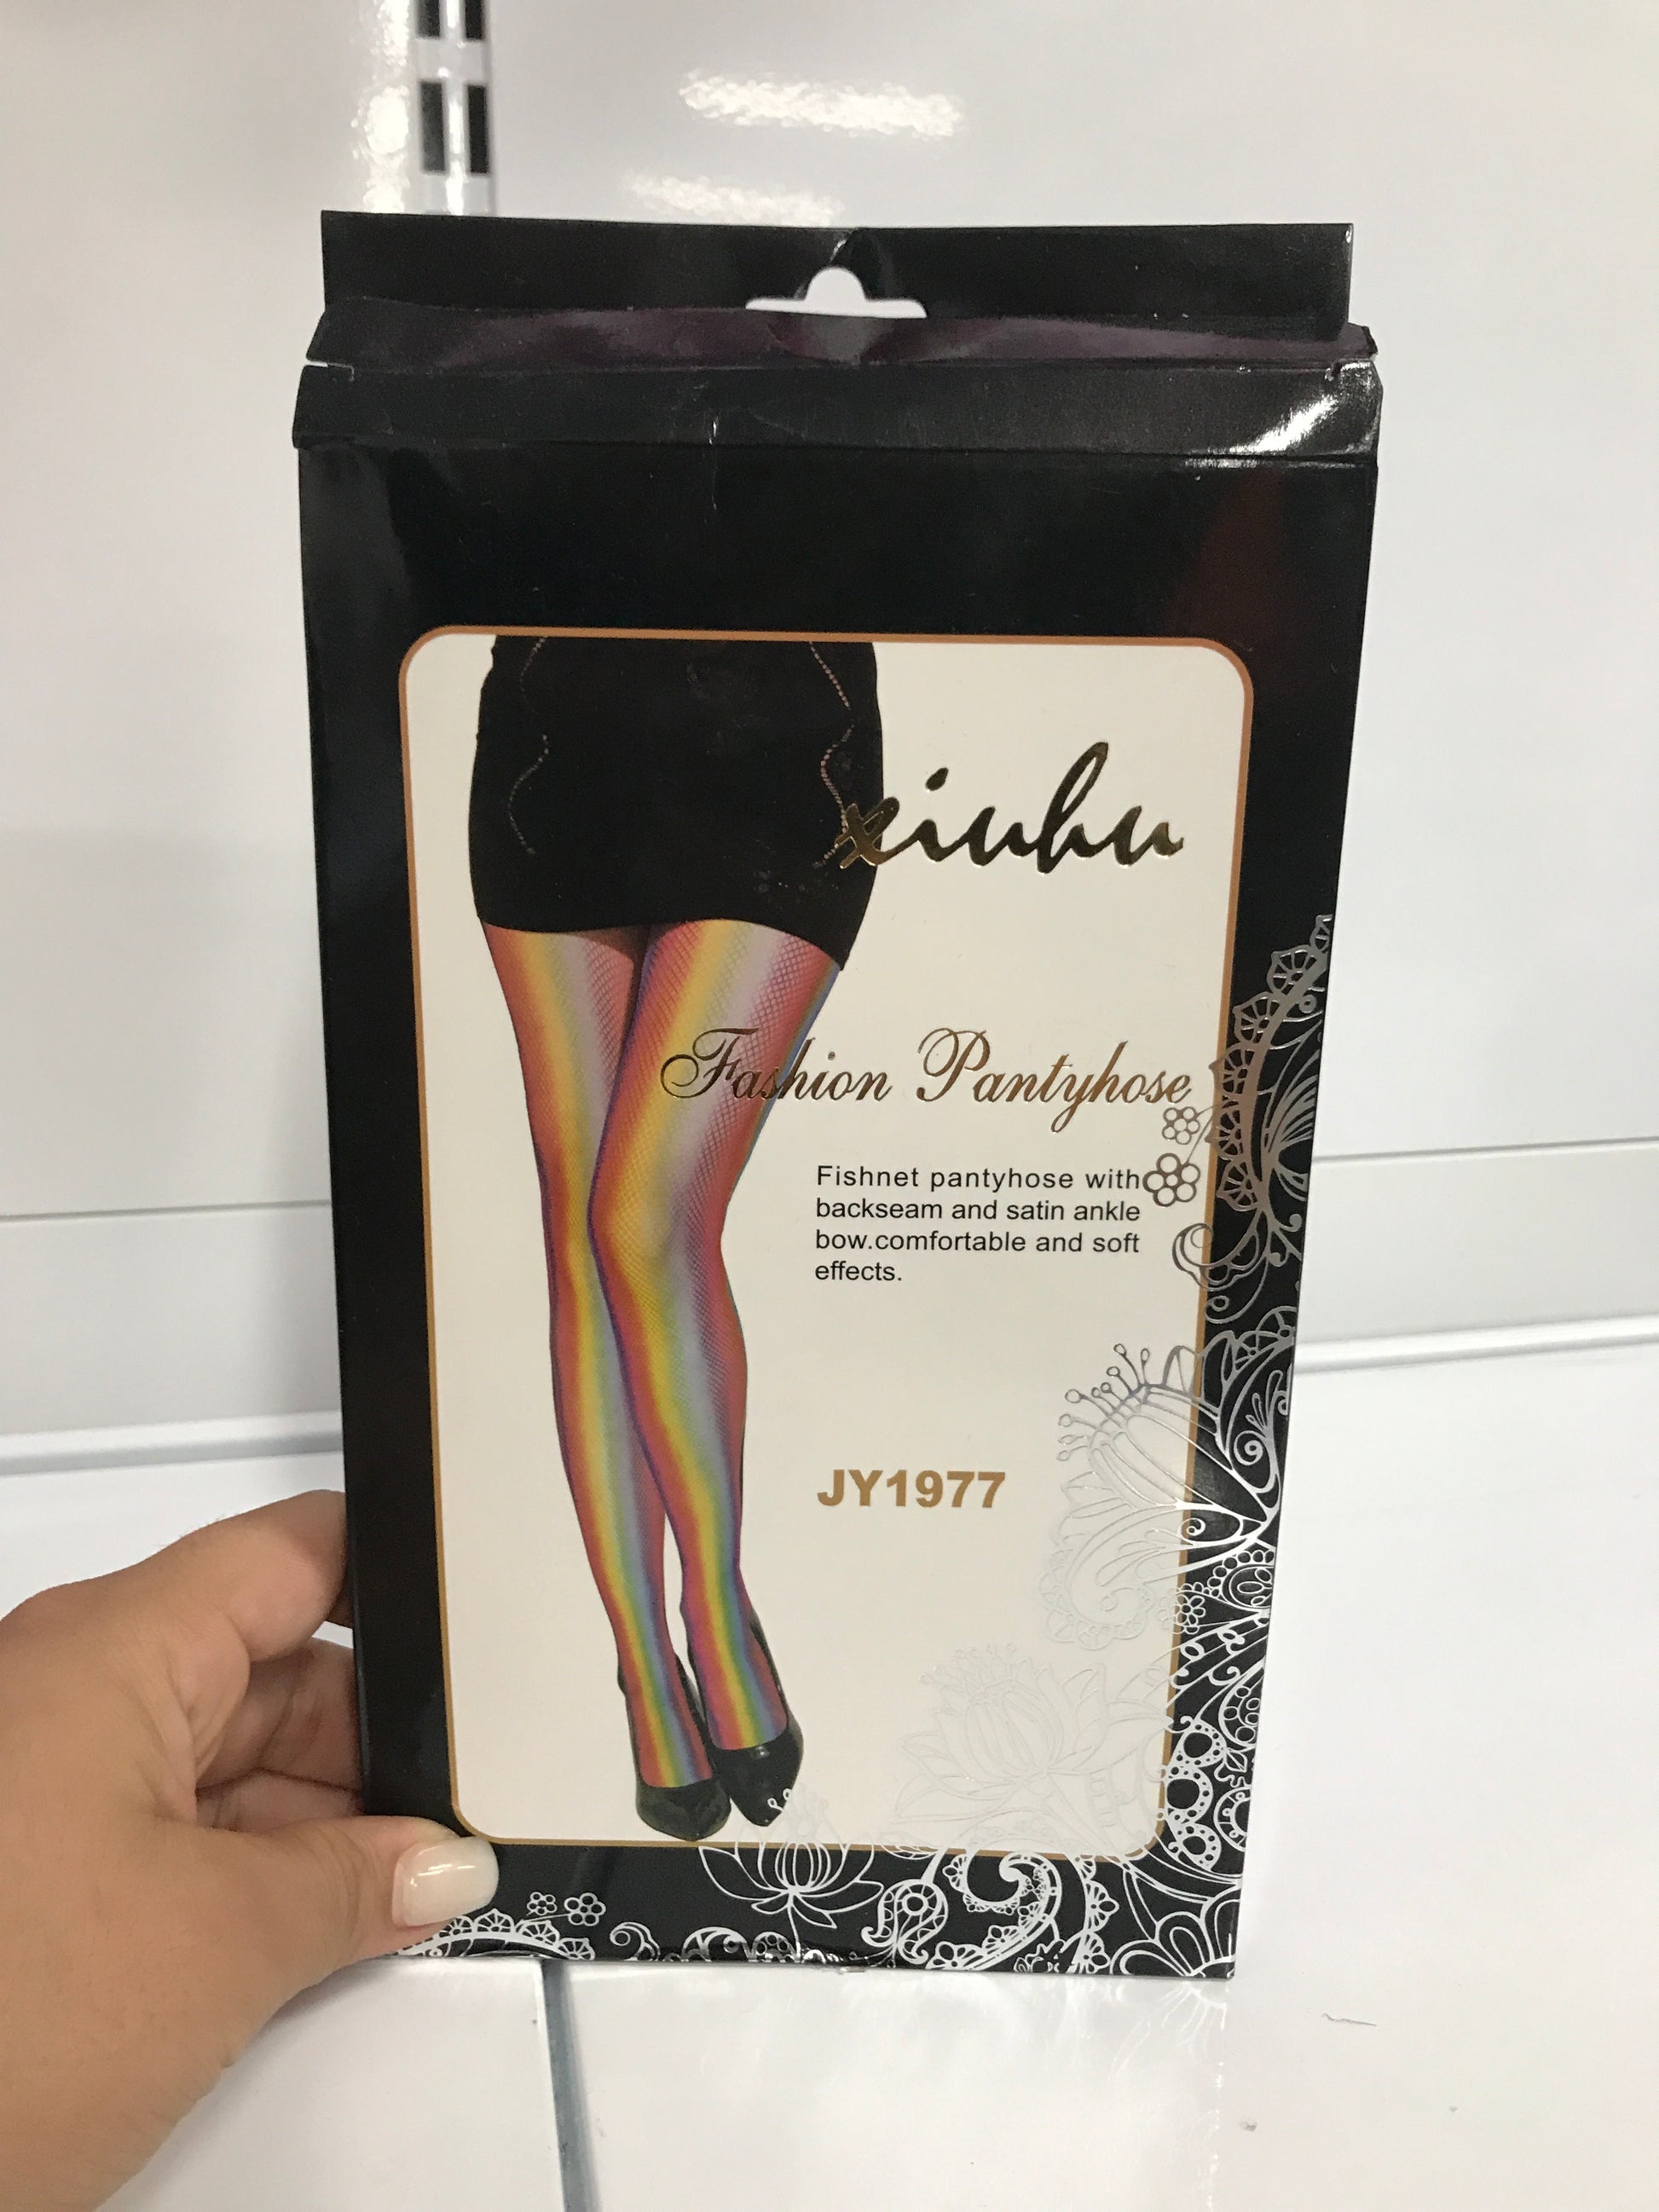 xiuhu
Fashion Pantyhose
Fishnet pantyhose with
backseam and satin ankle
bow.comfortable and soft
effects.
JY1977